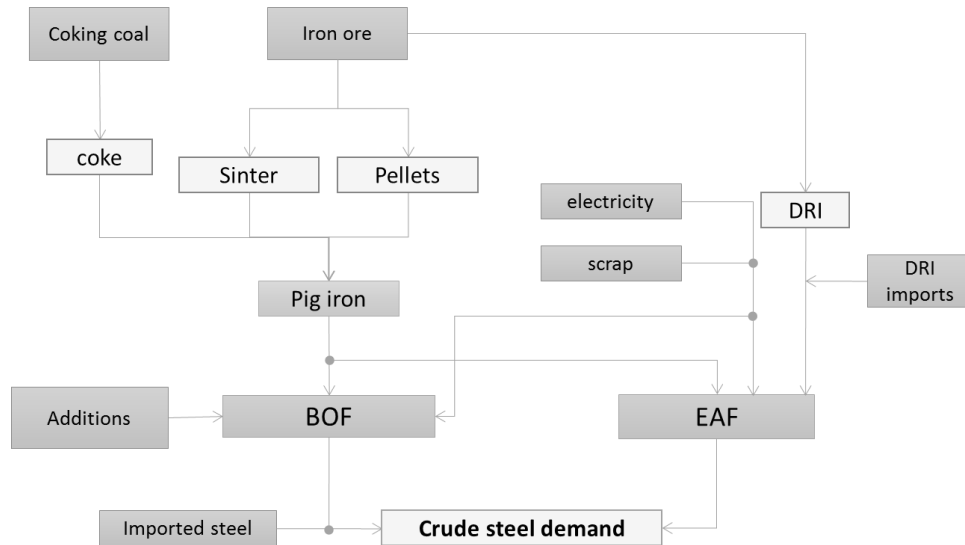 Coking coal
Iron ore
coke
Sinter
Pellets
electricity
DRI
scrap
DRI
imports
Pig iron
Additions
BOF
EAF
Imported steel
Crude steel demand